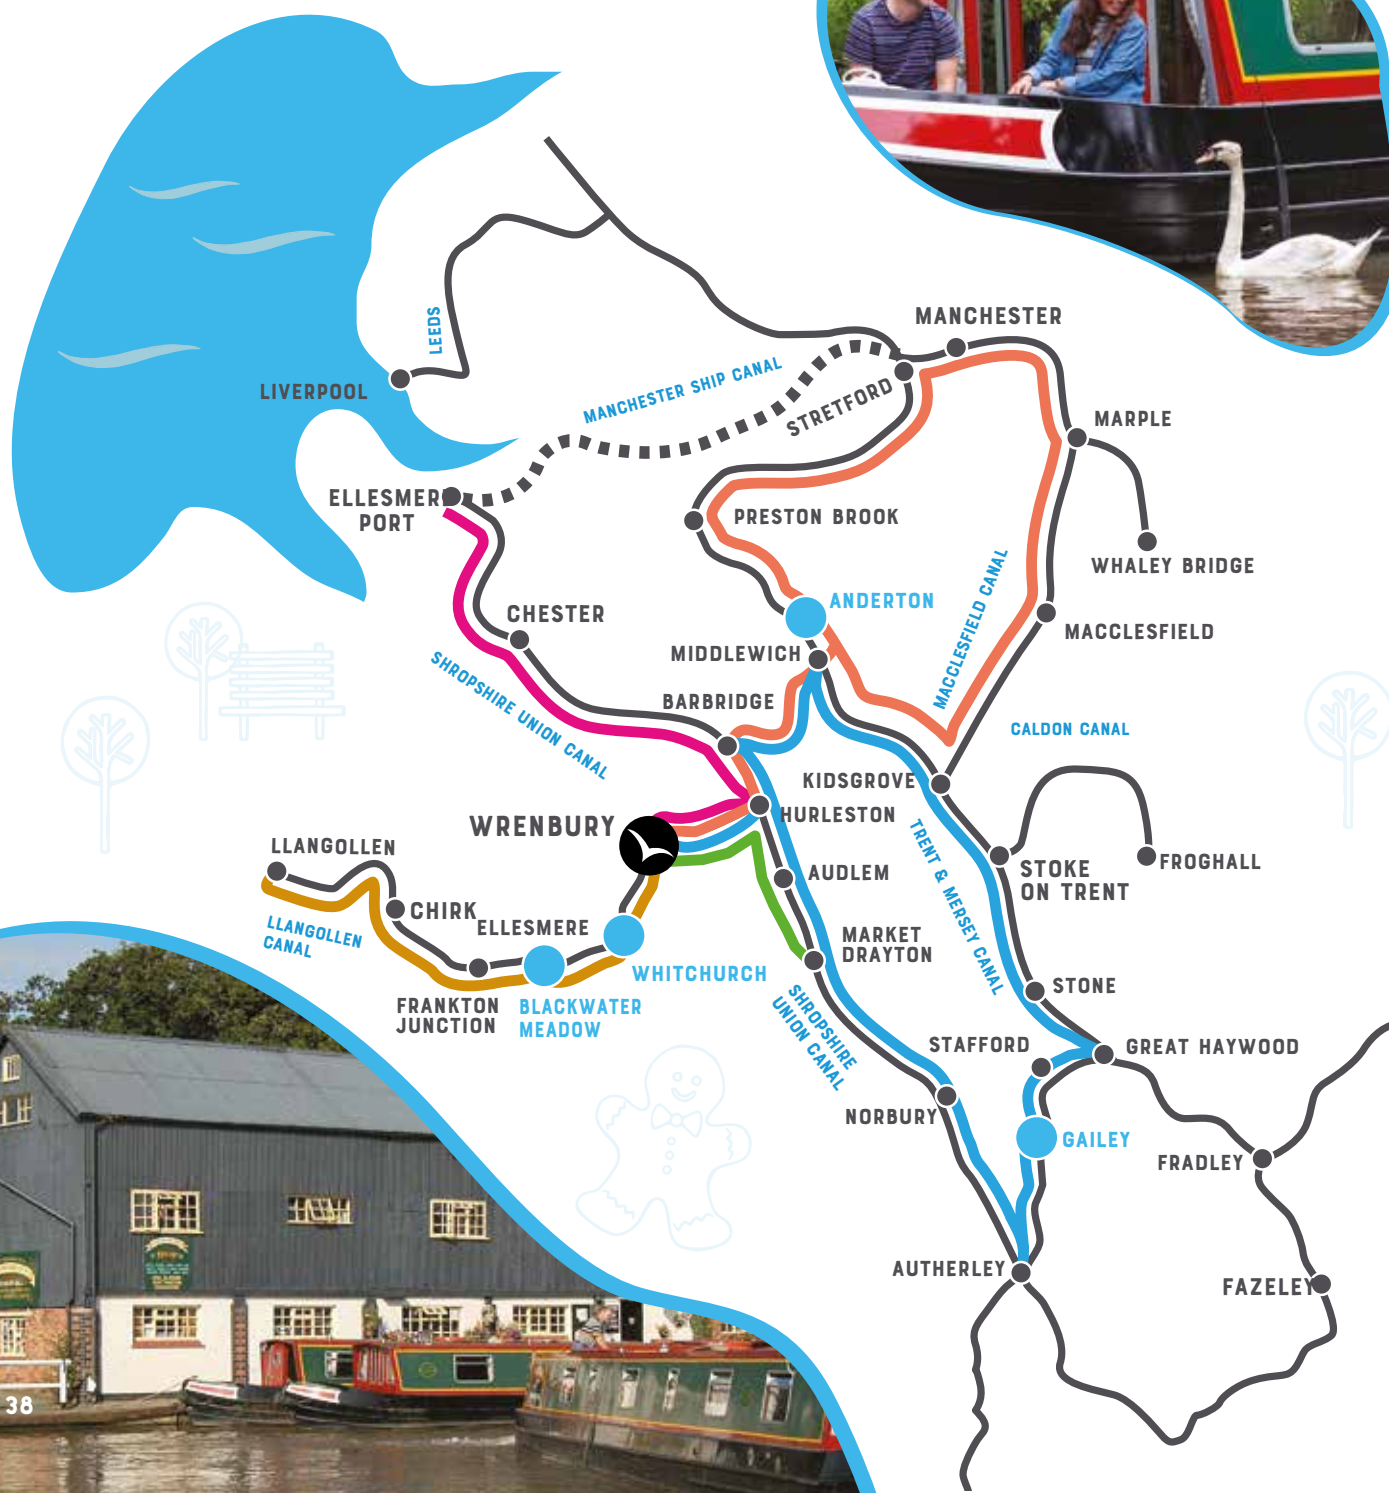 MANCHESTER
LEEDS
MANCHESTER SHIP CANAL
LIVERPOOL
STRETFORD
MARPLE
ELLESMERE
PORT
PRESTON BROOK
WHALEY BRIDGE
ANDERTON
MACCLESFIELD CANAL
CHESTER
MACCLESFIELD
MIDDLEWICH
SHROPSHIRE UNION CANAL
BARBRIDGE
CALDON CANAL
KIDSGROVE
HURLESTON
WRENBURY
LLANGOLLEN
TRENT & MERSEY CANAL
STOKE
ON TRENT
FROGHALL
AUDLEM
CHIRK
ELLESMERE
LLANGOLLEN
CANAL
MARKET
DRAYTON
WHITCHURCH
FRANKTON
JUNCTION
BLACKWATER
MEADOW
STONE
SHROPSHIRE
UNION CANAL
STAFFORD
GREAT HAYWOOD
NORBURY
GAILEY
FRADLEY
AUTHERLEY
FAZELEY
38